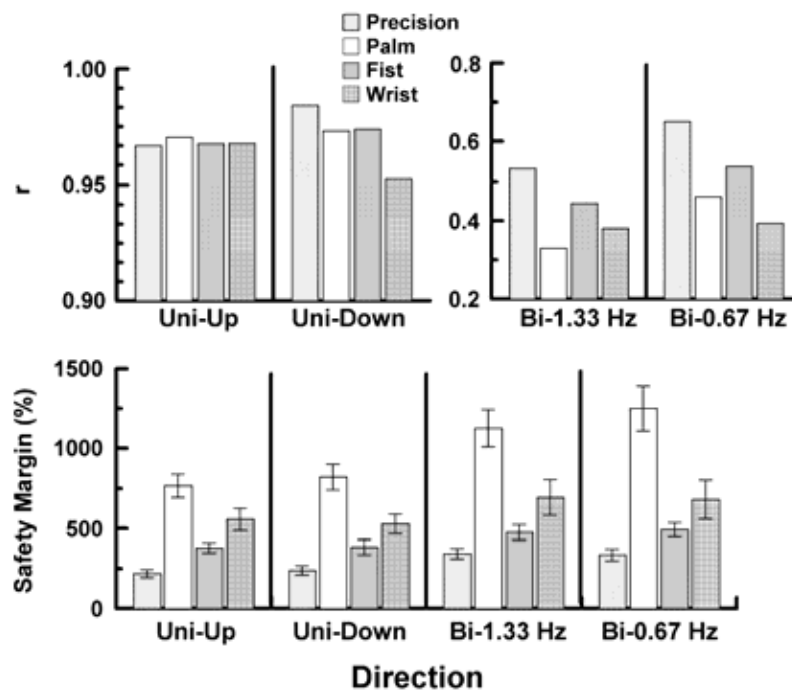 Precision
Palm
Fist
Wrist
1.00
0.95
0.90
r
Uni-Up
Uni-Down
0.8
0.6
0.4
0.2
Bi-1.33 Hz
Bi-0.67 Hz
1500
1000
500
0
Safety Margin (%)
Uni-Up
Uni-Down
Bi-1.33 Hz
Bi-0.67 Hz
Direction